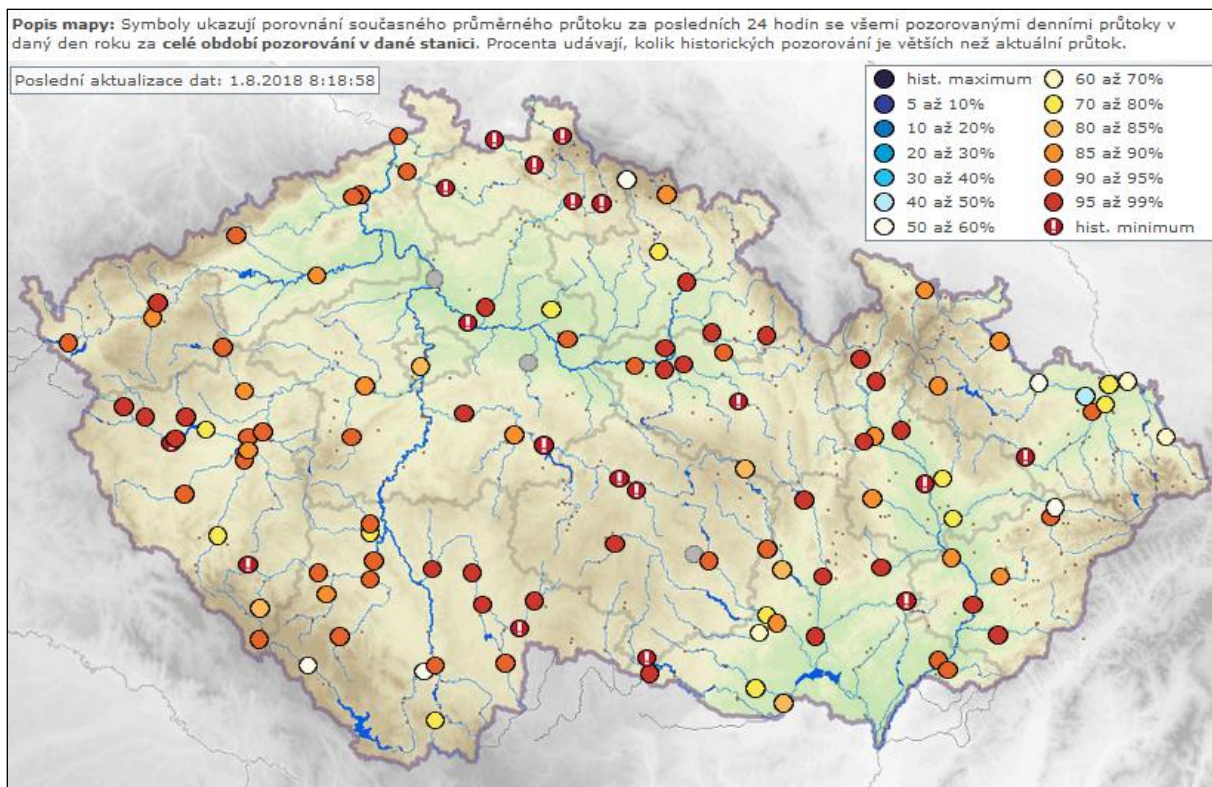 Popis mapy: Symboly ukazují porovnání současného průměrného průtoku za posledních 24 hodin se všemi pozorovanými denními průtoky v
daný den roku za celé období pozorování v dané stanici. Procenta udávají, kolik historických pozorování je větších než aktuální průtok.
Poslední aktualizace dat: 1.8.2018 8:18:58
hist. maximum
5 až 10%
10 až 20%
20 až 30%
30 až 40%
40 až 50%
50 až 60%
60 až 70%
70 až 80%
80 až 85%
85 až 90%
90 až 95%
95 až 99%
hist. minimum